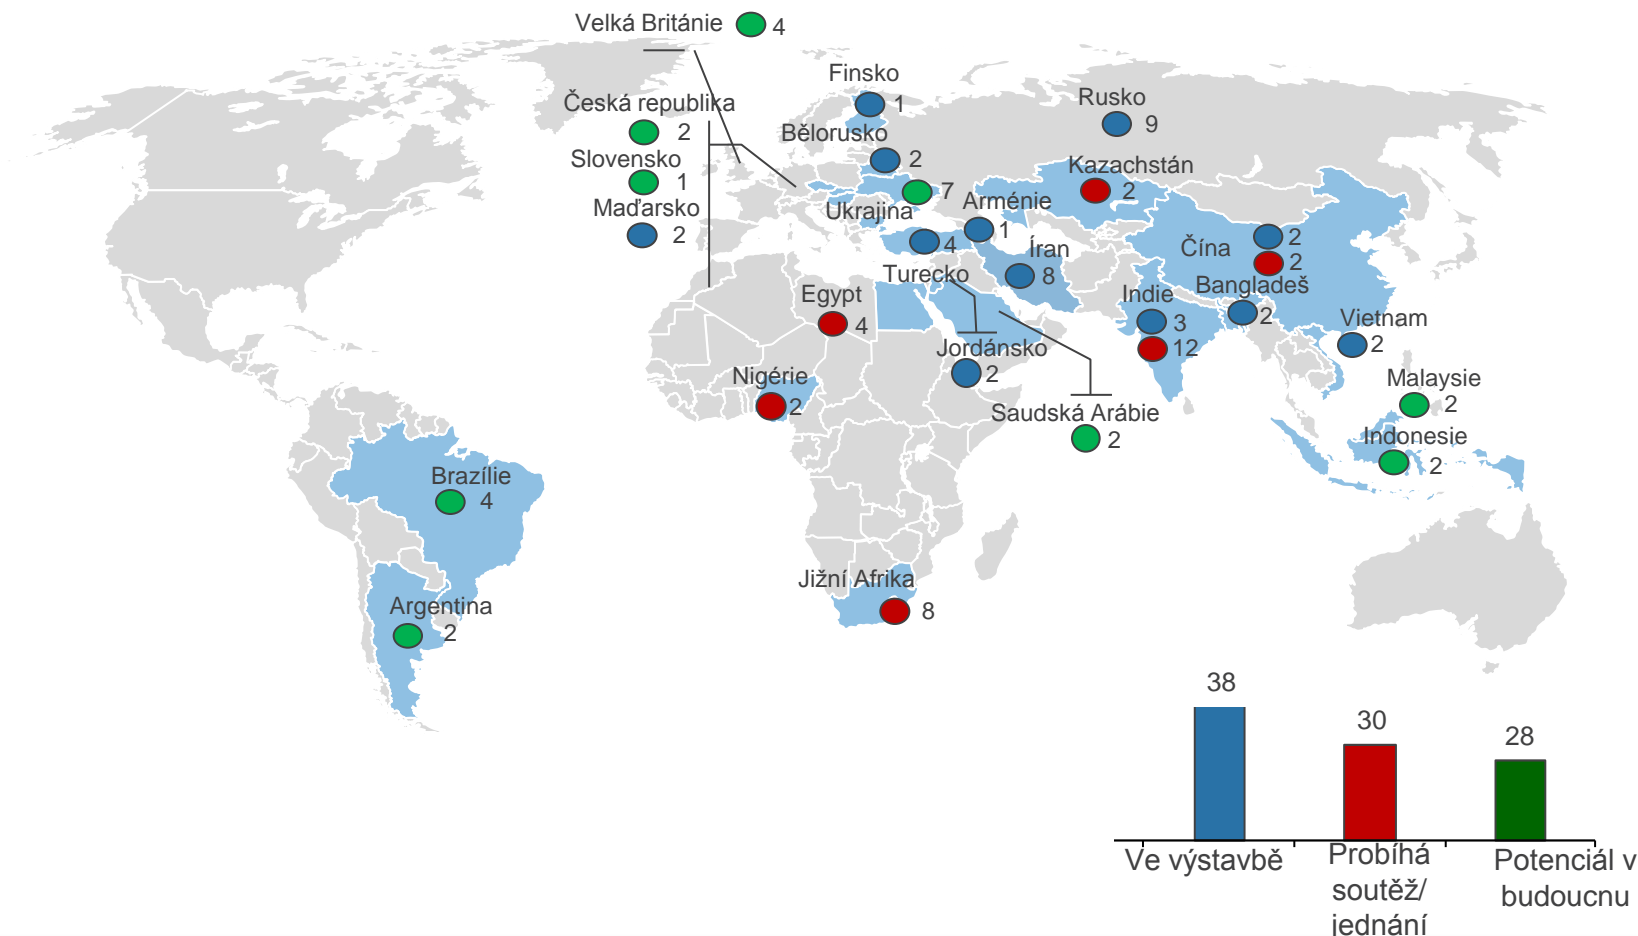 Velká Británie 4
Finsko
1
Česká republika
2
Rusko
9
Bělorusko
2
Slovensko
1
Kazachstán
2
Maďarsko
2
7
Ukrajina
Arménie
1
4
Turecko
Íran
8
Čína
2
2
Egypt
4
Indie
3
12
Bangladeš
2
Vietnam
2
Jordánsko
2
Nigérie
2
Saudská Arábie
2
Malaysie
2
Indonesie
2
Brazílie
4
Jižní Afrika
8
Argentina
2
38
30
28
Ve výstavbě
Probíhá
soutěž/
jednání
Potenciál v
budoucnu